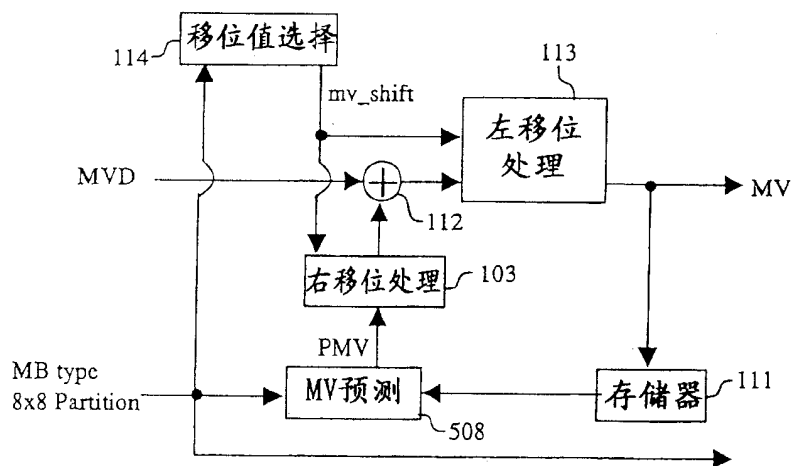 移位值选择
114
mv_shift
113
左移位
处理
MVD
MV
112
右移位处理
103
PMV
MB type
8x8 Partition
MV预测
508
存储器
111